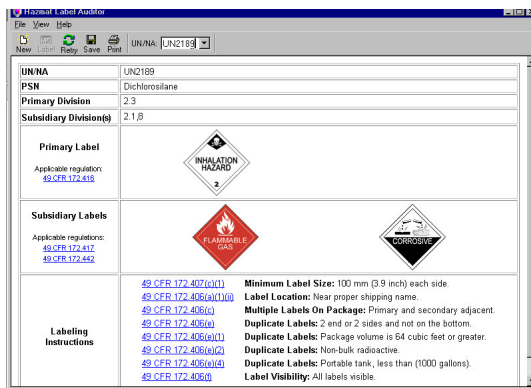 Hazmat Label Auditor
File View Help
New Label Retry Save Print UN/NA: UN2189
UN/NA UN2189
PSN Dichlorosilane
Primary Division 2.3
Subsidiary Division(s) 2.1,8
Primary Label
Applicable regulation:
49 CFR 172.416
INHALATION
HAZARD
2
Subsidiary Labels
Applicable regulations:
49 CFR 172.417
49 CFR 172.442
FLAMMABLE
GAS
CORROSIVE
Labeling
Instructions
49 CFR 172.407(c)(1) Minimum Label Size: 100 mm (3.9 inch) each side.
49 CFR 172.406(a)(1)(ii) Label Location: Near proper shipping name.
49 CFR 172.406(c) Multiple Labels On Package: Primary and secondary adjacent.
49 CFR 172.406(e) Duplicate Labels: 2 end or 2 sides and not on the bottom.
49 CFR 172.406(e)(1) Duplicate Labels: Package volume is 64 cubic feet or greater.
49 CFR 172.406(e)(2) Duplicate Labels: Non-bulk radioactive.
49 CFR 172.406(e)(4) Duplicate Labels: Portable tank, less than (1000 gallons).
49 CFR 172.406(f) Label Visibility: All labels visible.